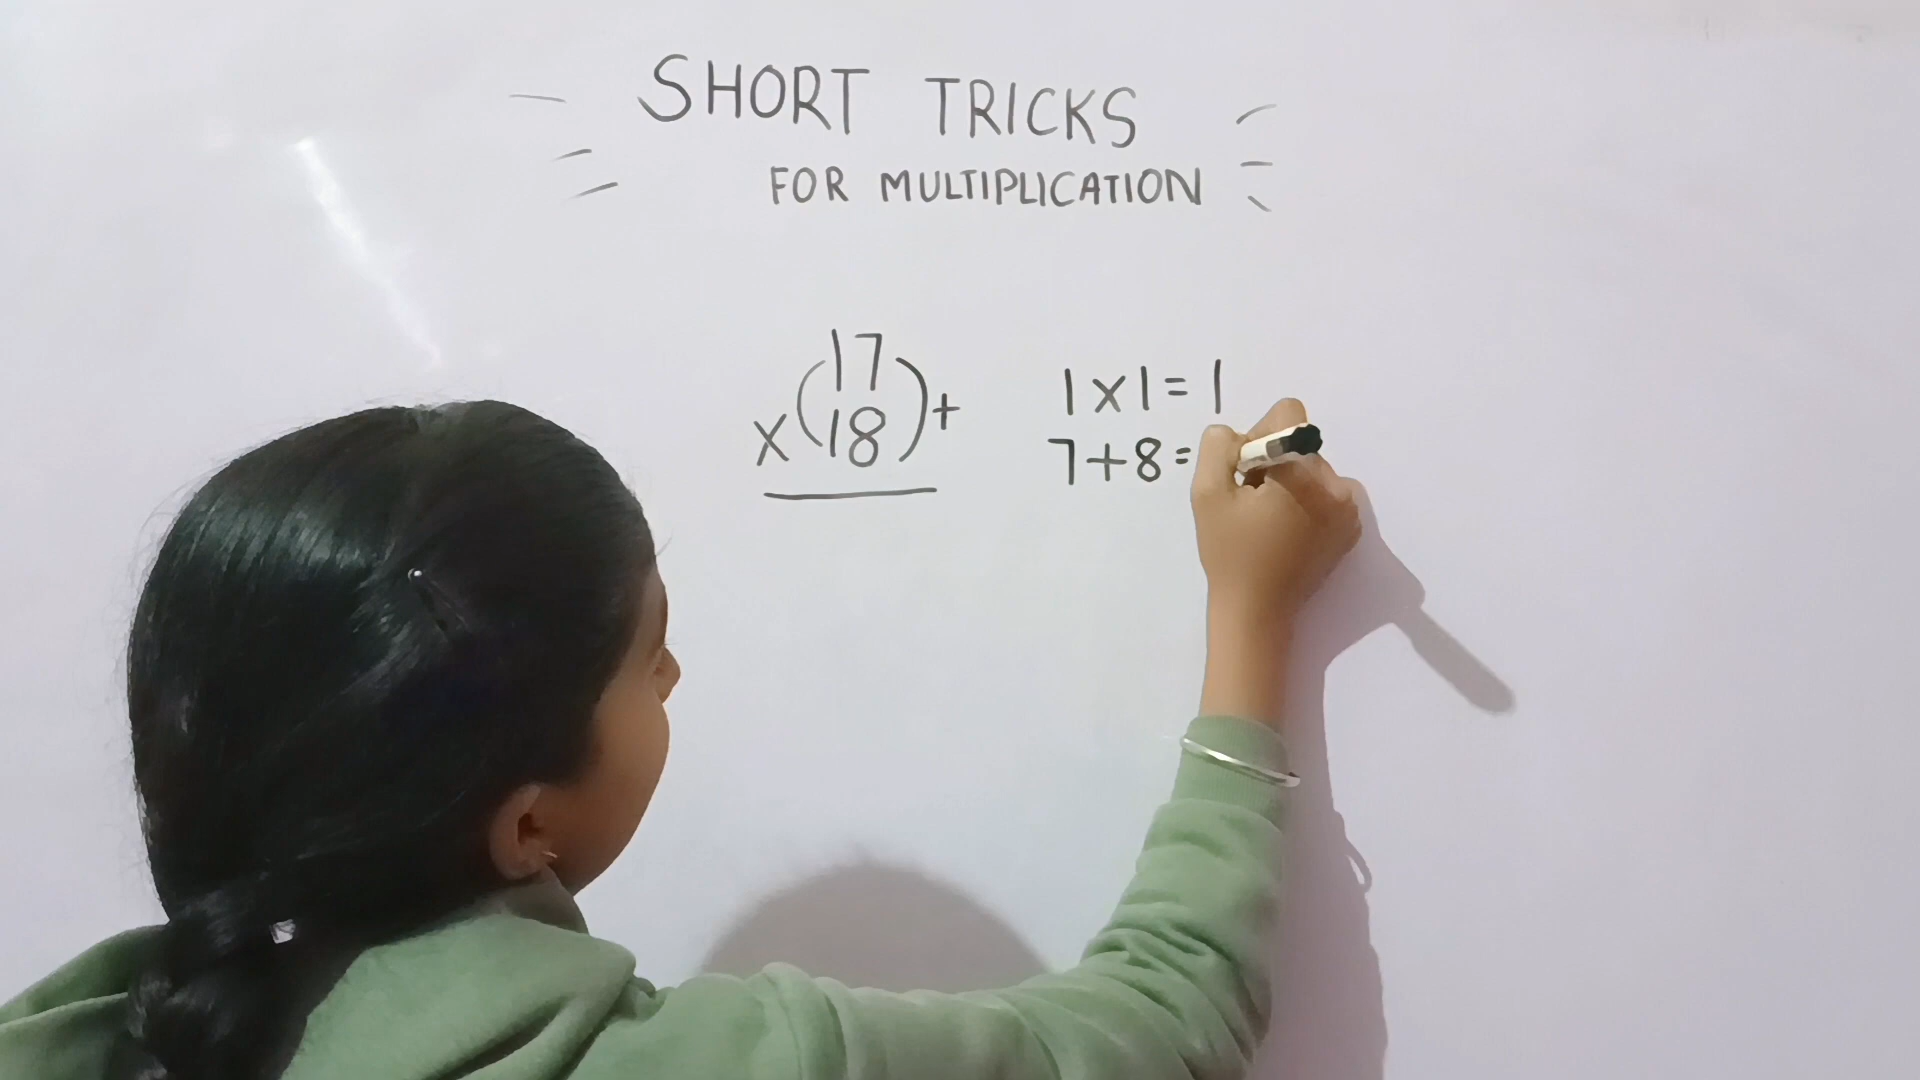 SHORT TRICKS
FOR MULTIPLICATION
17
x(18)+
1x1=1
7+8=